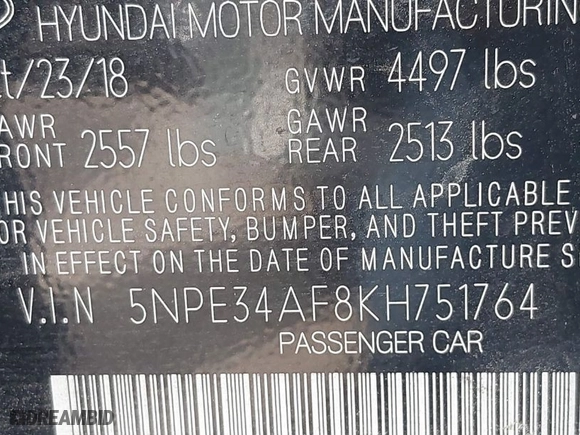 HYUNDAI MOTOR MANUFACTURIN
t/23/18 GVWR 4497 lbs
AWR GAWR
RONT 2557 lbs REAR 2513 lbs
HIS VEHICLE CONFORMS TO ALL APPLICABLE
OR VEHICLE SAFETY, BUMPER, AND THEFT PREV
IN EFFECT ON THE DATE OF MANUFACTURE S
V.I.N 5NPE34AF8KH751764
PASSENGER CAR
DREAMBID